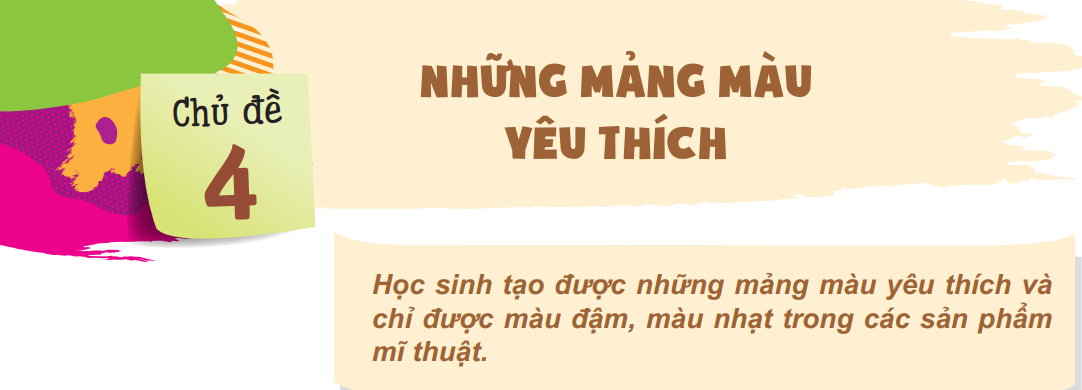 Chủ đề
4
NHỮNG MẢNG MÀU
YÊU THÍCH
Học sinh tạo được những mảng màu yêu thích và
chỉ được màu đậm, màu nhạt trong các sản phẩm
mĩ thuật.